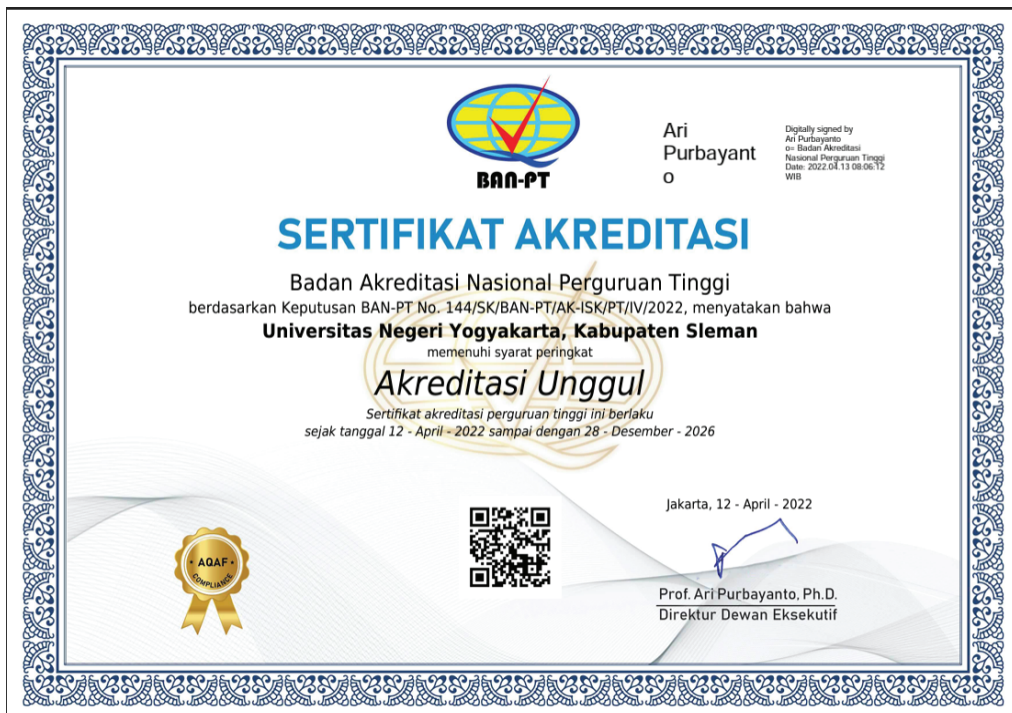 BAN-PT
Ari
Purbayant
o
Digitally signed by
Ari Purbayanto
o= Badan Akreditasi
Nasional Perguruan Tinggi
Date: 2022.04.13 08:06:12
WIB
SERTIFIKAT AKREDITASI
Badan Akreditasi Nasional Perguruan Tinggi
berdasarkan Keputusan BAN-PT No. 144/SK/BAN-PT/AK-ISK/PT/IV/2022, menyatakan bahwa
Universitas Negeri Yogyakarta, Kabupaten Sleman
memenuhi syarat peringkat
Akreditasi Unggul
Sertifikat akreditasi perguruan tinggi ini berlaku
sejak tanggal 12 - April - 2022 sampai dengan 28 - Desember - 2026
Jakarta, 12 - April - 2022
AQAF
COMPLIANCE
Prof. Ari Purbayanto, Ph.D.
Direktur Dewan Eksekutif